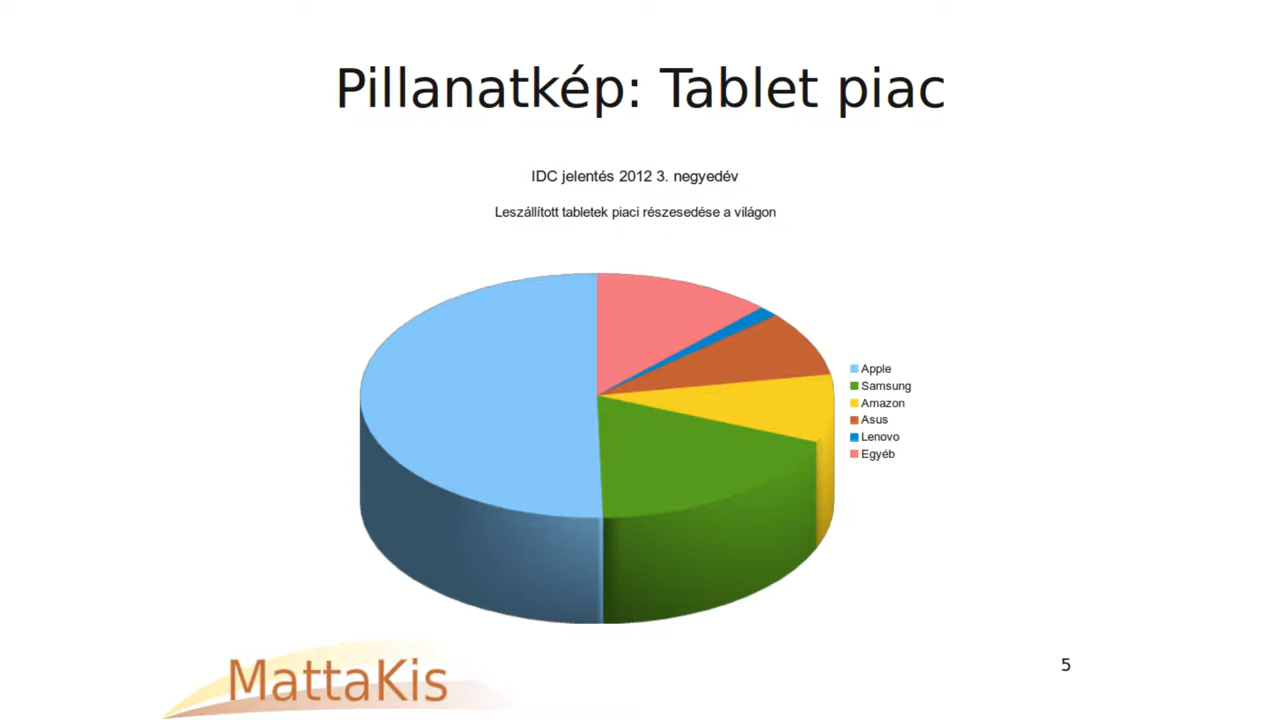 Pillanatkép: Tablet piac
IDC jelentés 2012 3. negyedév
Leszállított tabletek piaci részesedése a világon
Apple
Samsung
Amazon
Asus
Lenovo
Egyéb
MattaKis
5